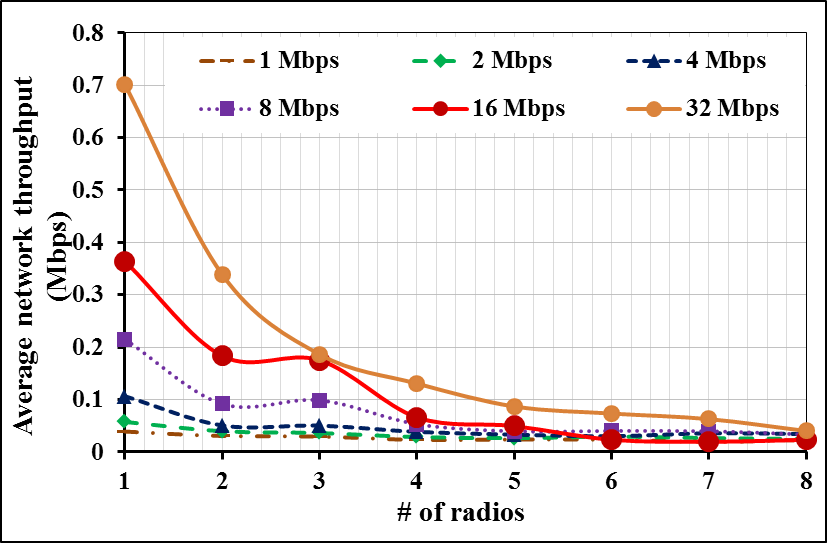 Average network throughput
(Mbps)
0.8
0.7
0.6
0.5
0.4
0.3
0.2
0.1
0
1 Mbps 2 Mbps 4 Mbps
8 Mbps 16 Mbps 32 Mbps
1 2 3 4 5 6 7 8
# of radios